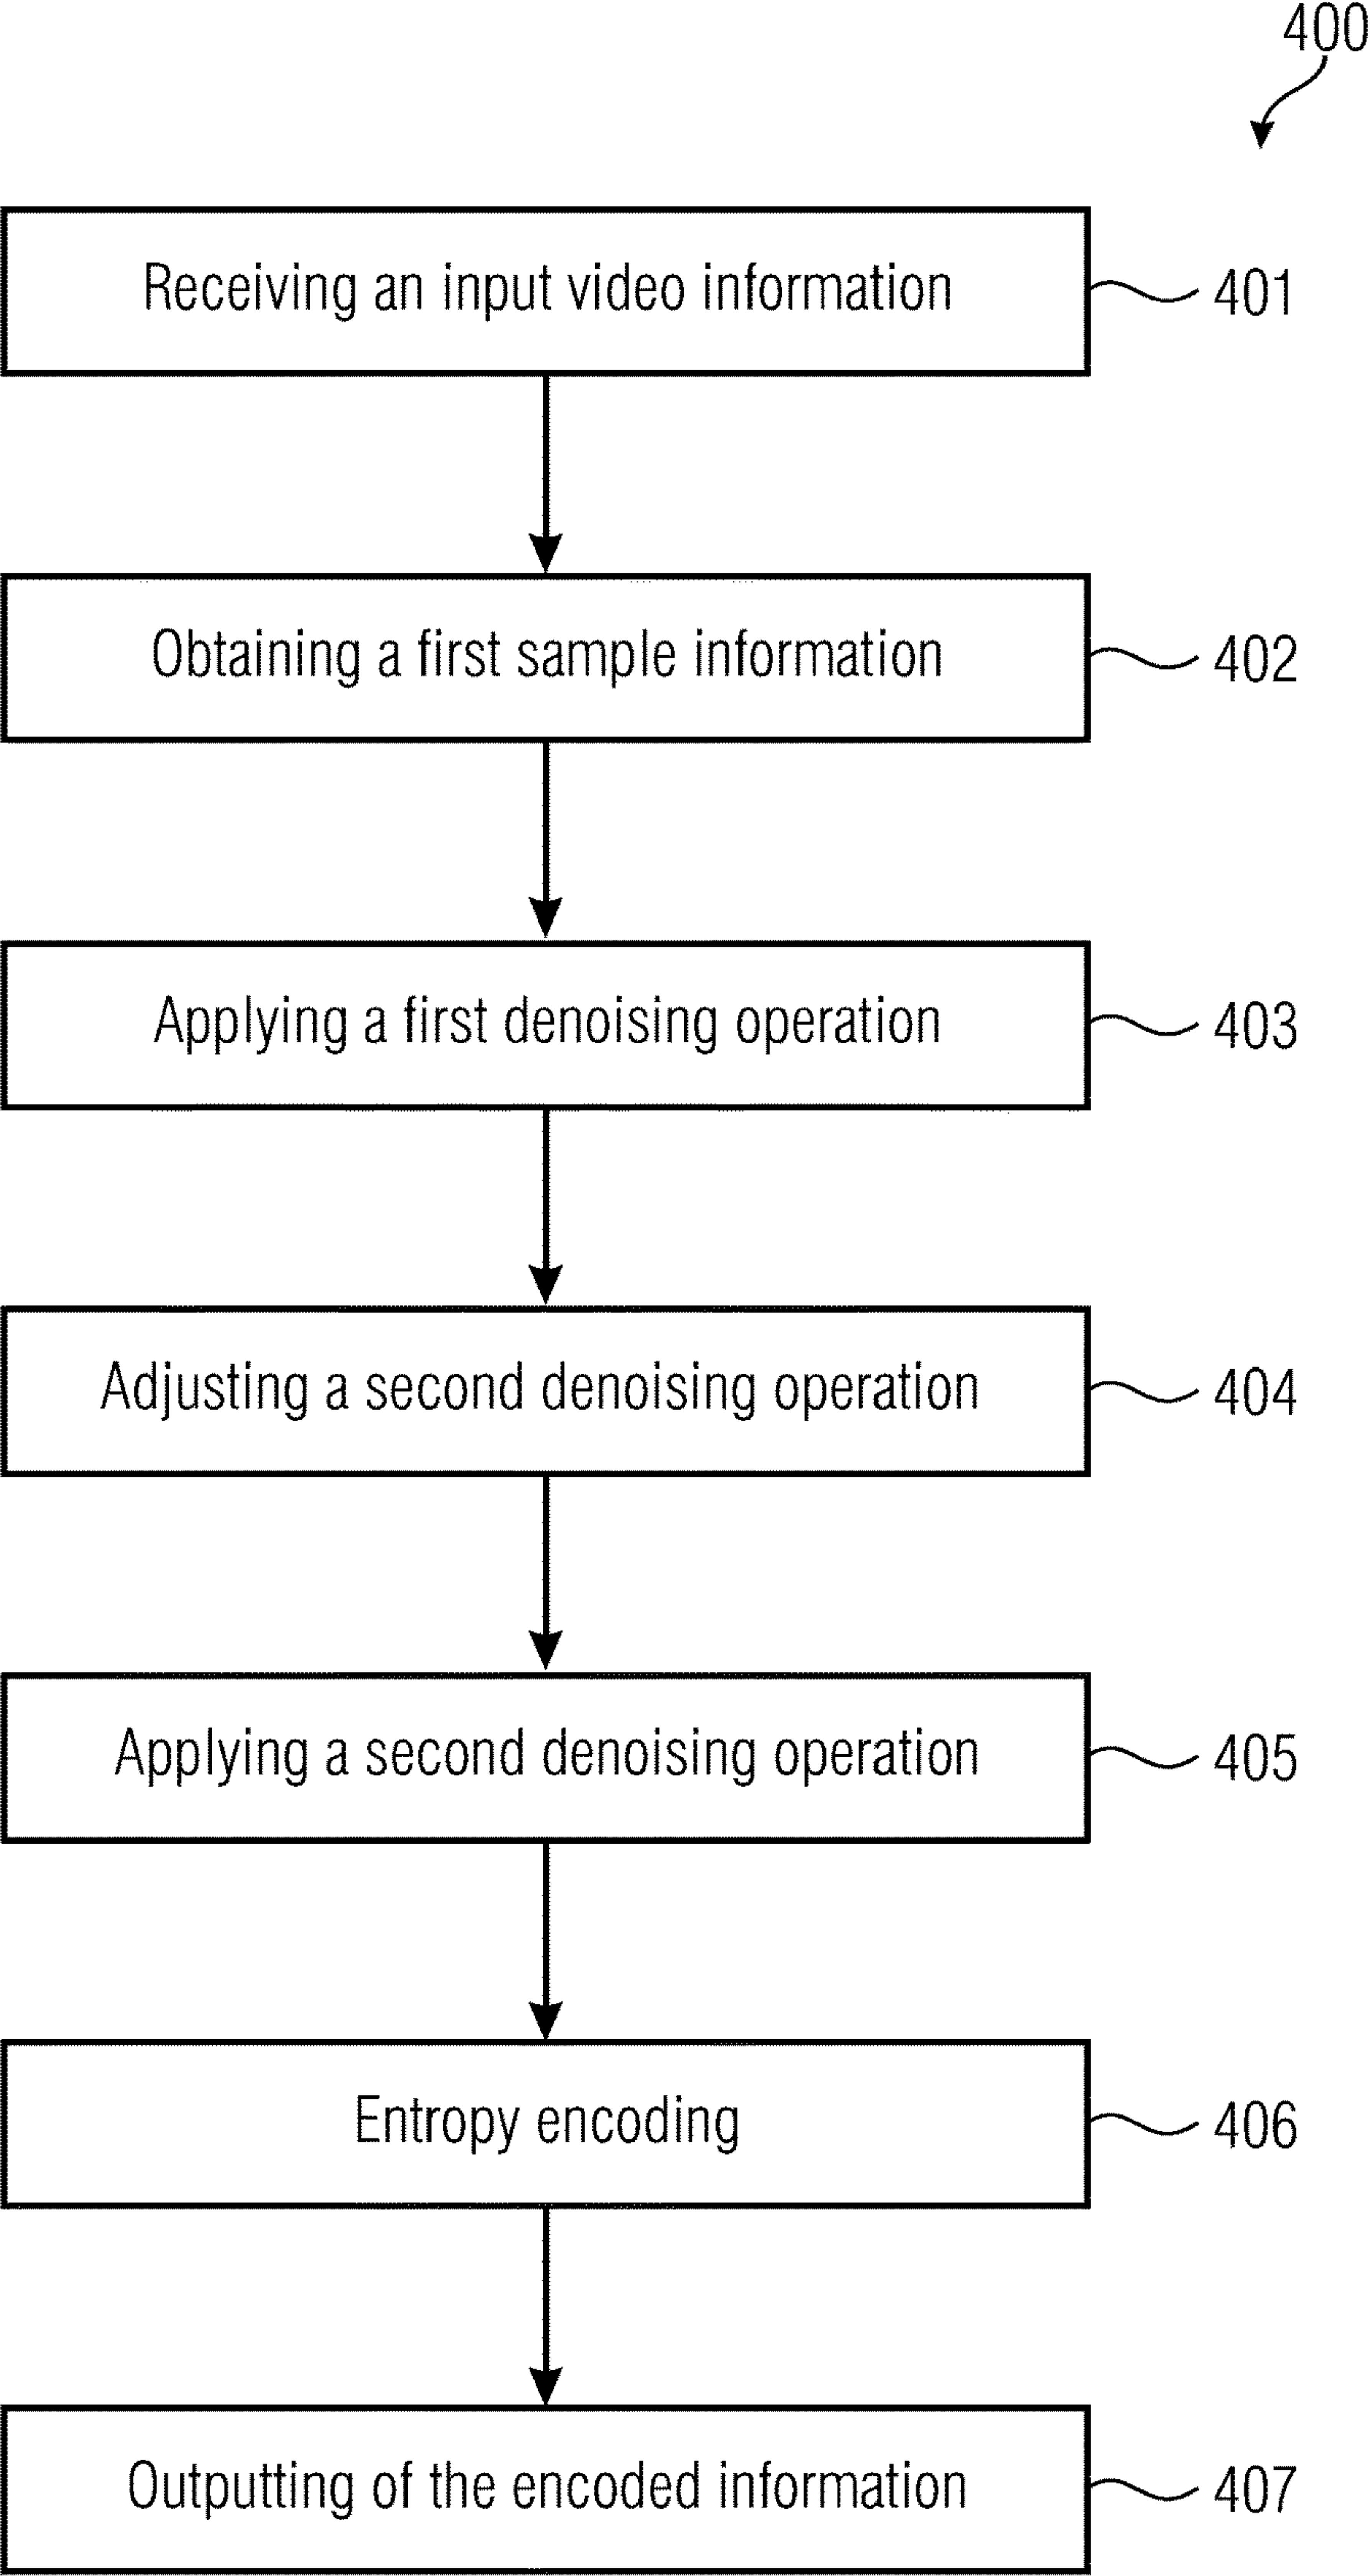 400
Receiving an input video information 401
Obtaining a first sample information 402
Applying a first denoising operation 403
Adjusting a second denoising operation 404
Applying a second denoising operation 405
Entropy encoding 406
Outputting of the encoded information 407